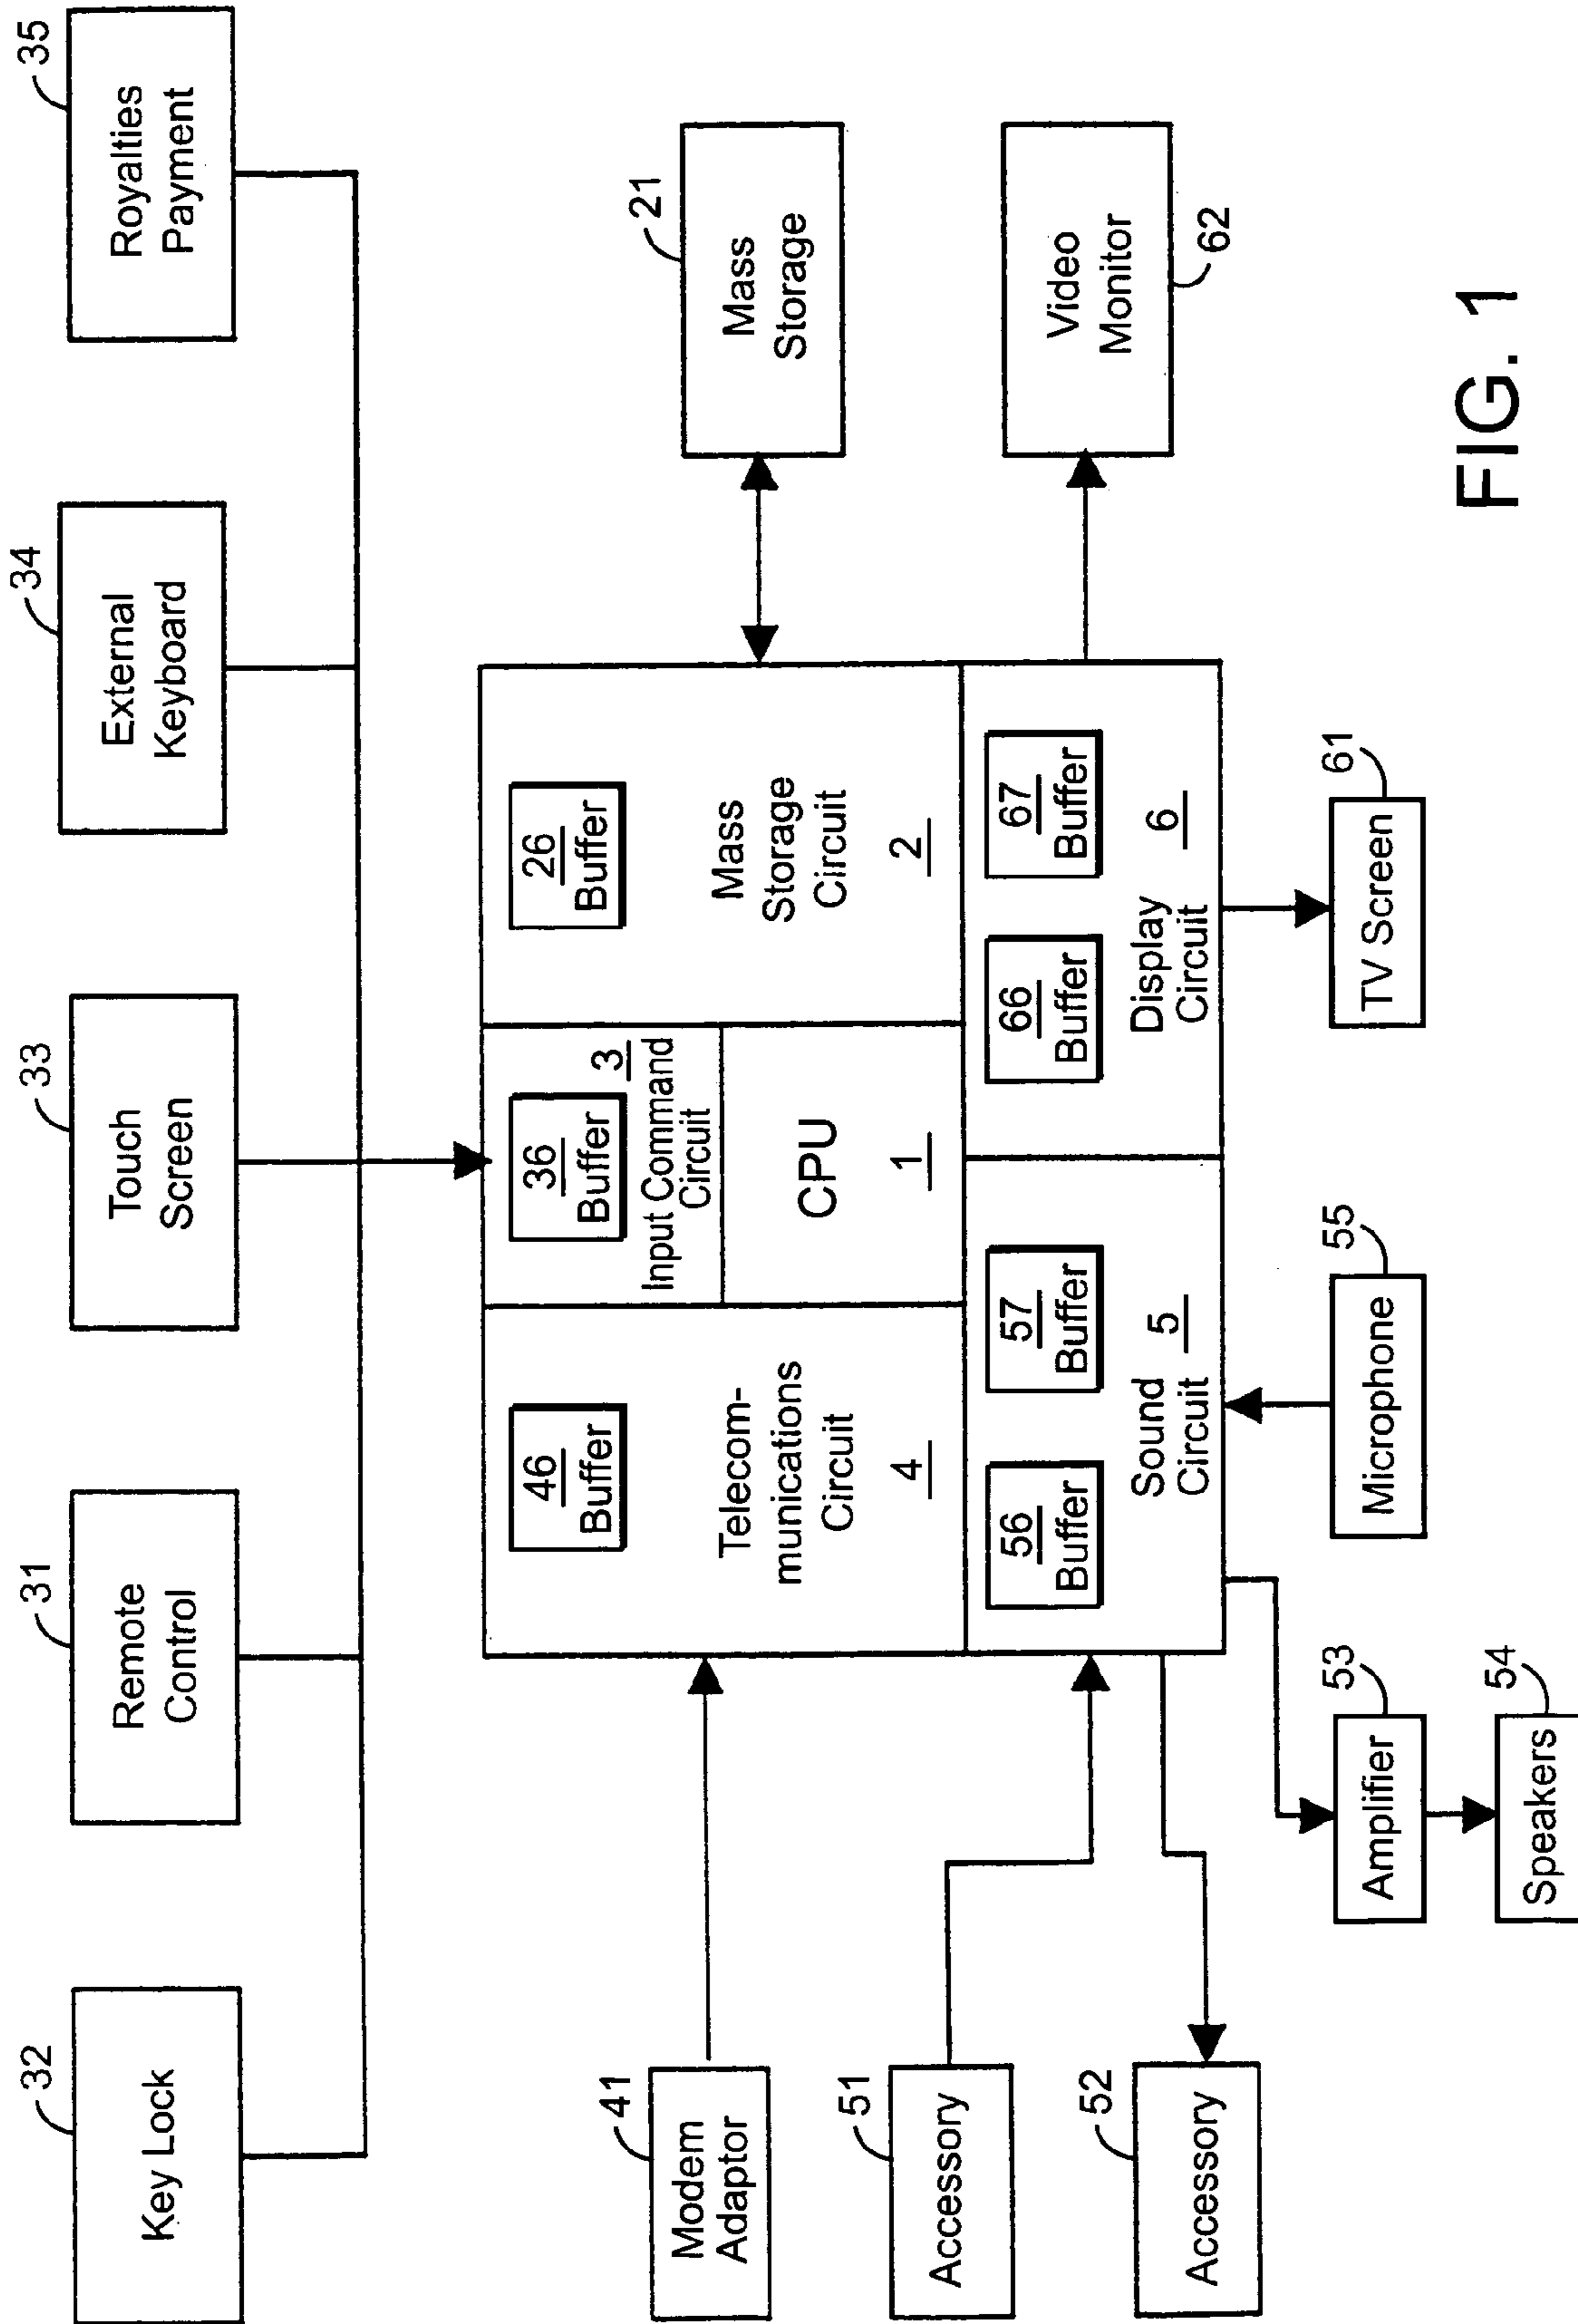 32
Key Lock
31
Remote
Control
33
Touch
Screen
34
External
Keyboard
35
Royalties
Payment
41
Modem
Adaptor
46
Buffer
Telecom-
munications
Circuit
4
36
Buffer
3
Input Command
Circuit
CPU
1
26
Buffer
Mass
Storage
Circuit
2
21
Mass
Storage
51
Accessory
52
Accessory
56
Buffer
57
Buffer
Sound
Circuit
5
66
Buffer
67
Buffer
Display
Circuit
6
Video
Monitor
62
53
Amplifier
54
Speakers
55
Microphone
61
TV Screen
FIG. 1